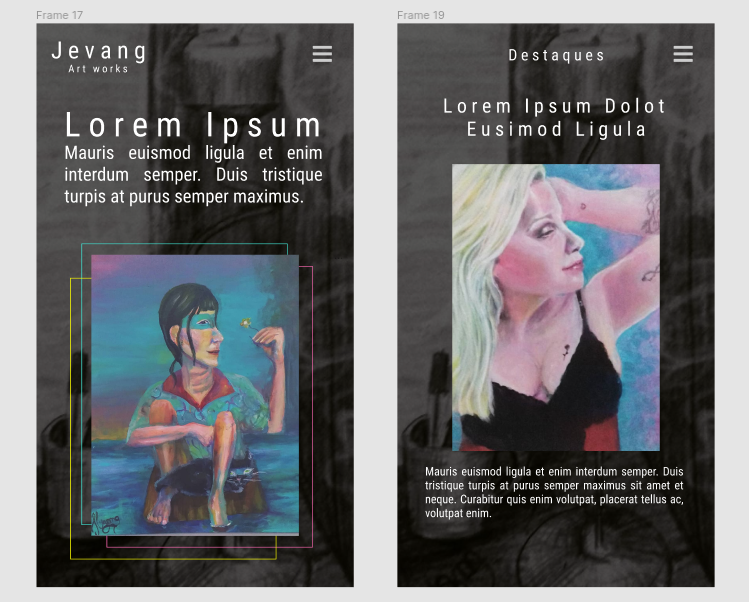 Frame 17
Jevang
Art works
Lorem Ipsum
Mauris euismod ligula et enim
interdum semper. Duis tristique
turpis at purus semper maximus.
Frame 19
Destaques
Lorem Ipsum Dolot
Eusimod Ligula
Mauris euismod ligula et enim interdum semper. Duis
tristique turpis at purus semper maximus sit amet et
neque. Curabitur quis enim volutpat, placerat tellus ac,
volutpat enim.